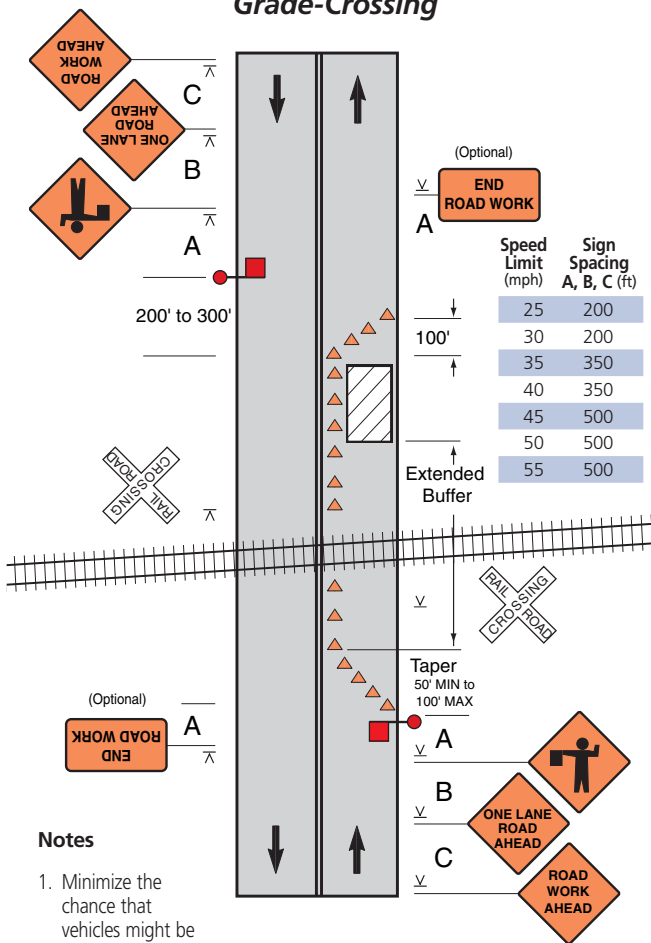 Grade-Crossing
ROAD
WORK
AHEAD
C
ONE LANE
ROAD
AHEAD
B
A
200' to 300'
(Optional)
END
ROAD WORK
A
Speed Limit (mph) Sign Spacing A, B, C (ft)
25 200
30 200
35 350
40 350
45 500
50 500
55 500
100'
Extended
Buffer
RAIL ROAD
CROSSING
RAIL ROAD
CROSSING
Taper
50' MIN to
100' MAX
(Optional)
END
ROAD WORK
A
A
B
ONE LANE
ROAD
AHEAD
C
ROAD
WORK
AHEAD
Notes
1. Minimize the
chance that
vehicles might be